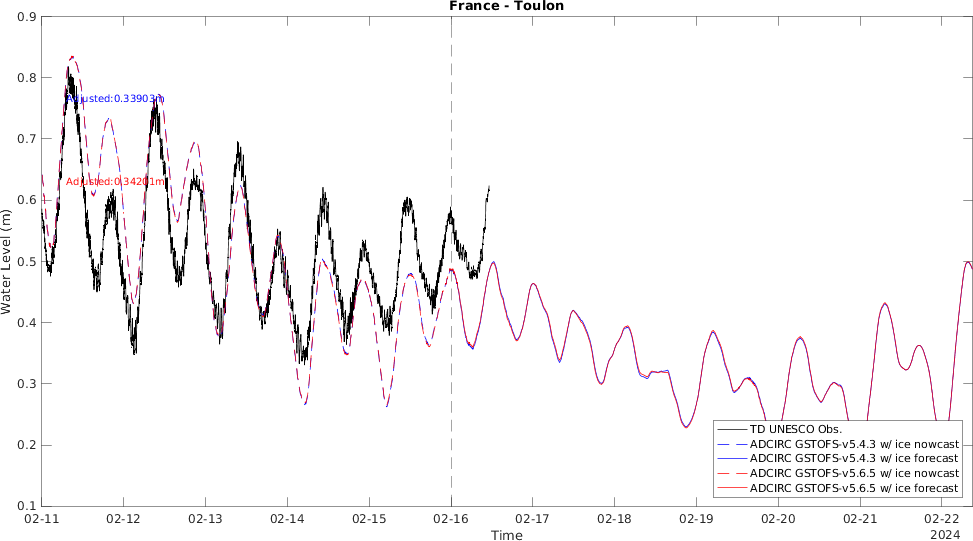 France - Toulon
0.9
0.8
0.7
0.6
0.5
0.4
0.3
0.2
0.1
Water Level (m)
Adjusted:0.33903m
Adjusted:0.34201m
TD UNESCO Obs.
ADCIRC GSTOFS-v5.4.3 w/ ice nowcast
ADCIRC GSTOFS-v5.4.3 w/ ice forecast
ADCIRC GSTOFS-v5.6.5 w/ ice nowcast
ADCIRC GSTOFS-v5.6.5 w/ ice forecast
02-11 02-12 02-13 02-14 02-15 02-16 02-17 02-18 02-19 02-20 02-21 02-22
2024
Time